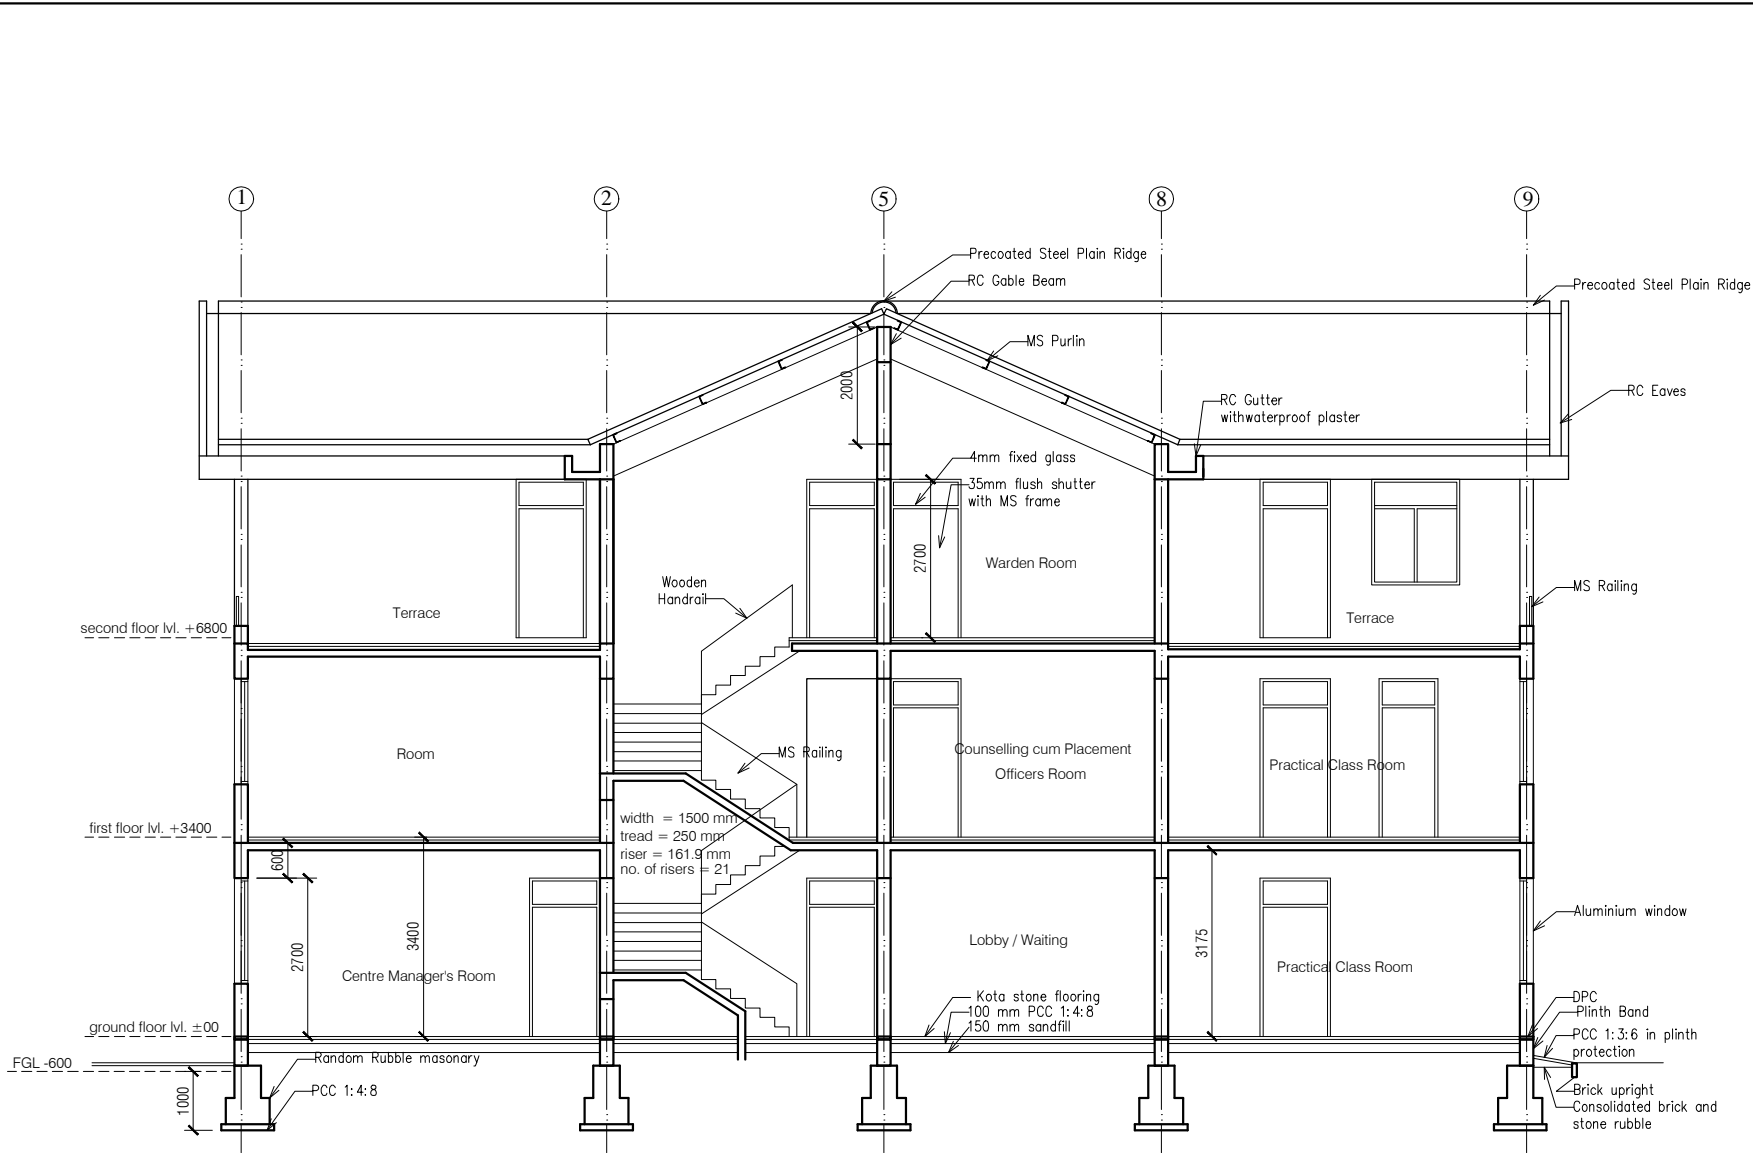 1
2
5
8
9
Precoated Steel Plain Ridge
RC Gable Beam
Precoated Steel Plain Ridge
MS Purlin
2000
RC Gutter
withwaterproof plaster
RC Eaves
4mm fixed glass
35mm flush shutter
with MS frame
2700
Warden Room
Wooden
Handrail
MS Railing
Terrace
Terrace
second floor lvl. +6800
Room
MS Railing
Counselling cum Placement
Officers Room
Practical Class Room
first floor lvl. +3400
width = 1500 mm
tread = 250 mm
riser = 161.9 mm
no. of risers = 21
600
2700
3400
3175
Centre Manager's Room
Lobby / Waiting
Practical Class Room
Aluminium window
Kota stone flooring
100 mm PCC 1:4:8
150 mm sandfill
DPC
Plinth Band
PCC 1:3:6 in plinth
protection
ground floor lvl. ±00
FGL -600
Random Rubble masonary
PCC 1:4:8
1000
Brick upright
Consolidated brick and
stone rubble